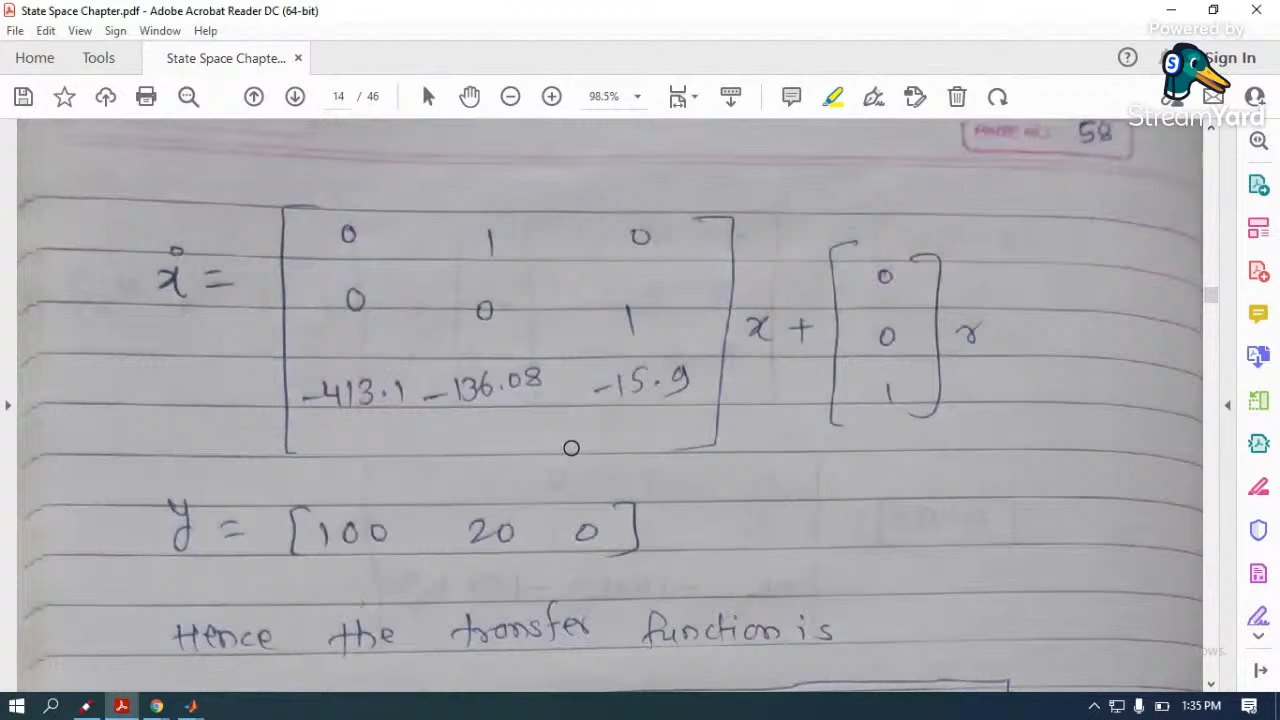 State Space Chapter.pdf - Adobe Acrobat Reader DC (64-bit)
File Edit View Sign Window Help
Powered by
Home Tools State Space Chapte... × Sign In
14 / 46 98.5%
StreamYard
58
0 1 0
ẋ = 0 0 1 x + 0 0 1 r
-413.1 -136.08 -15.9
y = [100 20 0]
Hence the transfer function is
1:35 PM